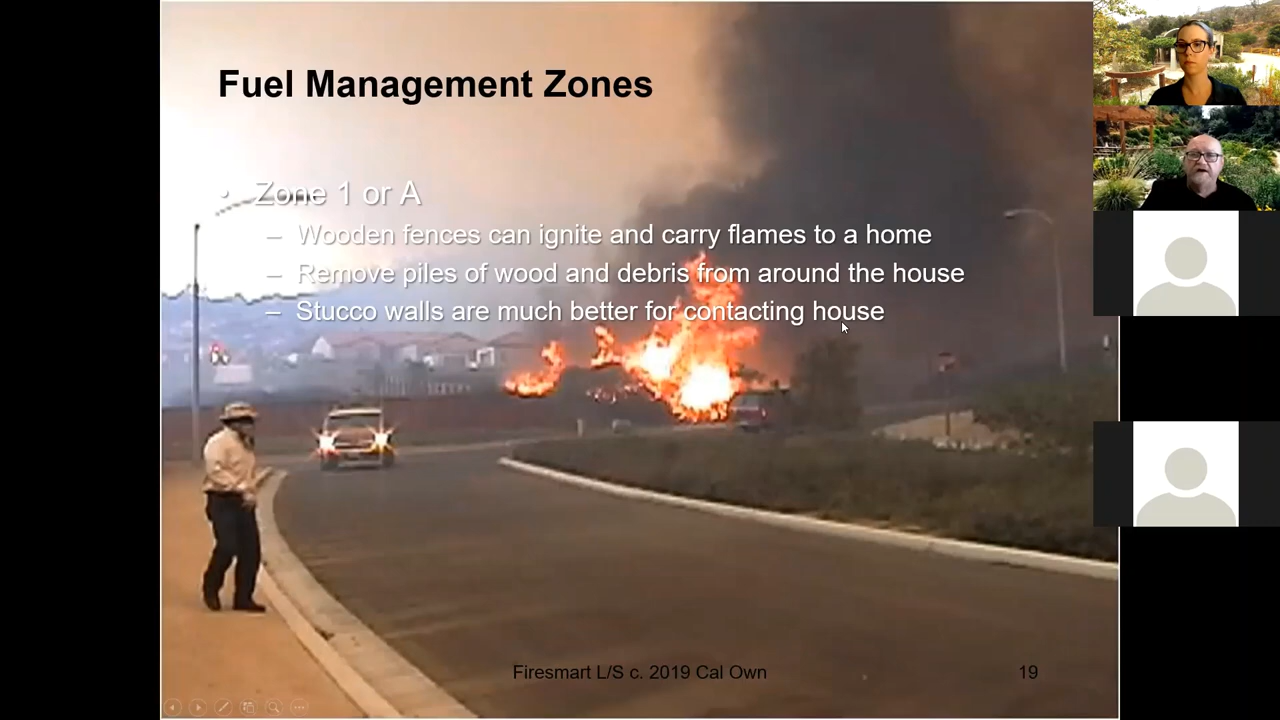 Fuel Management Zones
• Zone 1 or A
– Wooden fences can ignite and carry flames to a home
– Remove piles of wood and debris from around the house
– Stucco walls are much better for contacting house
Firesmart L/S c. 2019 Cal Own
19